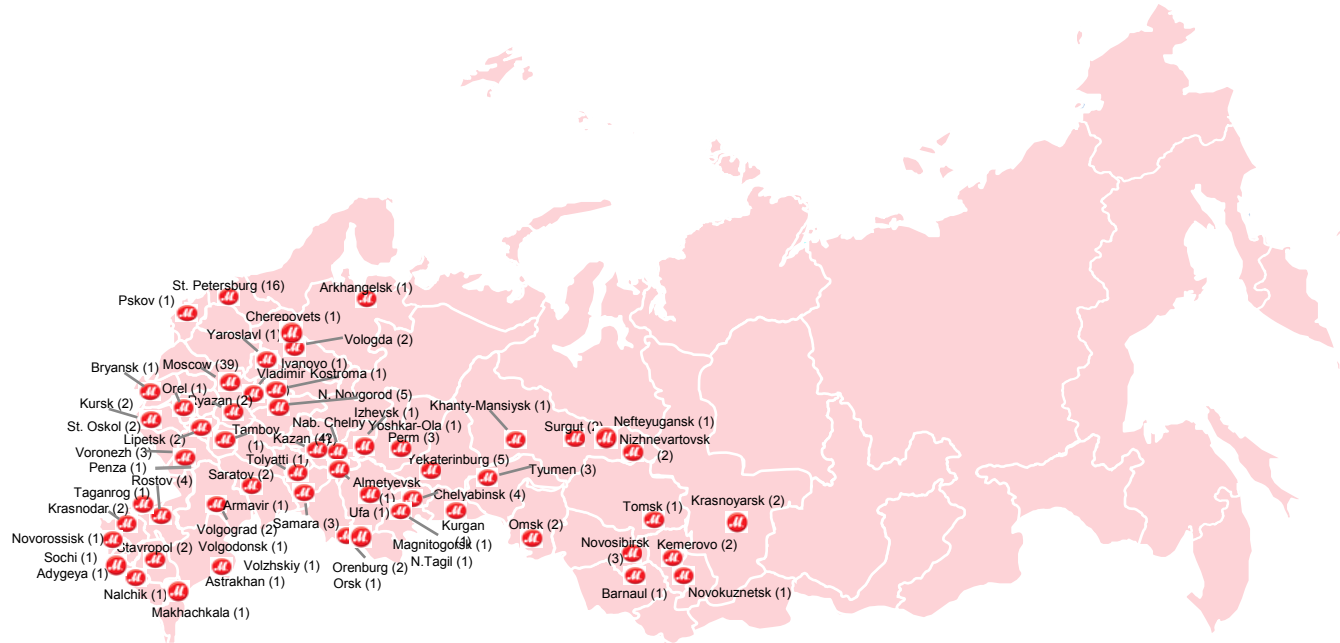 St. Petersburg (16)
Arkhangelsk (1)
Pskov (1)
Cherepovets (1)
Yaroslavl (1)
Vologda (2)
Bryansk (1)
Moscow (39)
Ivanovo (1)
Vladimir
Kostroma (1)
Orel (1)
Ryazan (2)
N. Novgorod (5)
Kursk (2)
Izhevsk (1)
Khanty-Mansiysk (1)
St. Oskol (2)
Tambov
(1)
Nab. Chelny
Yoshkar-Ola (1)
Surgut (2)
Nefteyugansk (1)
Lipetsk (2)
Kazan (4)
Perm (3)
Nizhnevartovsk
(2)
Voronezh (3)
Tolyatti (1)
Yekaterinburg (5)
Penza (1)
Saratov (2)
Tyumen (3)
Rostov (4)
Almetyevsk
(1)
Chelyabinsk (4)
Taganrog (1)
Armavir (1)
Krasnoyarsk (2)
Krasnodar (2)
Ufa (1)
Tomsk (1)
Samara (3)
Kurgan
(1)
Omsk (2)
Volgograd (2)
Novorossisk (1)
Stavropol (2)
Volgodonsk (1)
Magnitogorsk (1)
Novosibirsk
(3)
Kemerovo (2)
Sochi (1)
Volzhskiy (1)
N.Tagil (1)
Adygeya (1)
Astrakhan (1)
Orenburg (2)
Orsk (1)
Nalchik (1)
Barnaul (1)
Novokuznetsk (1)
Makhachkala (1)